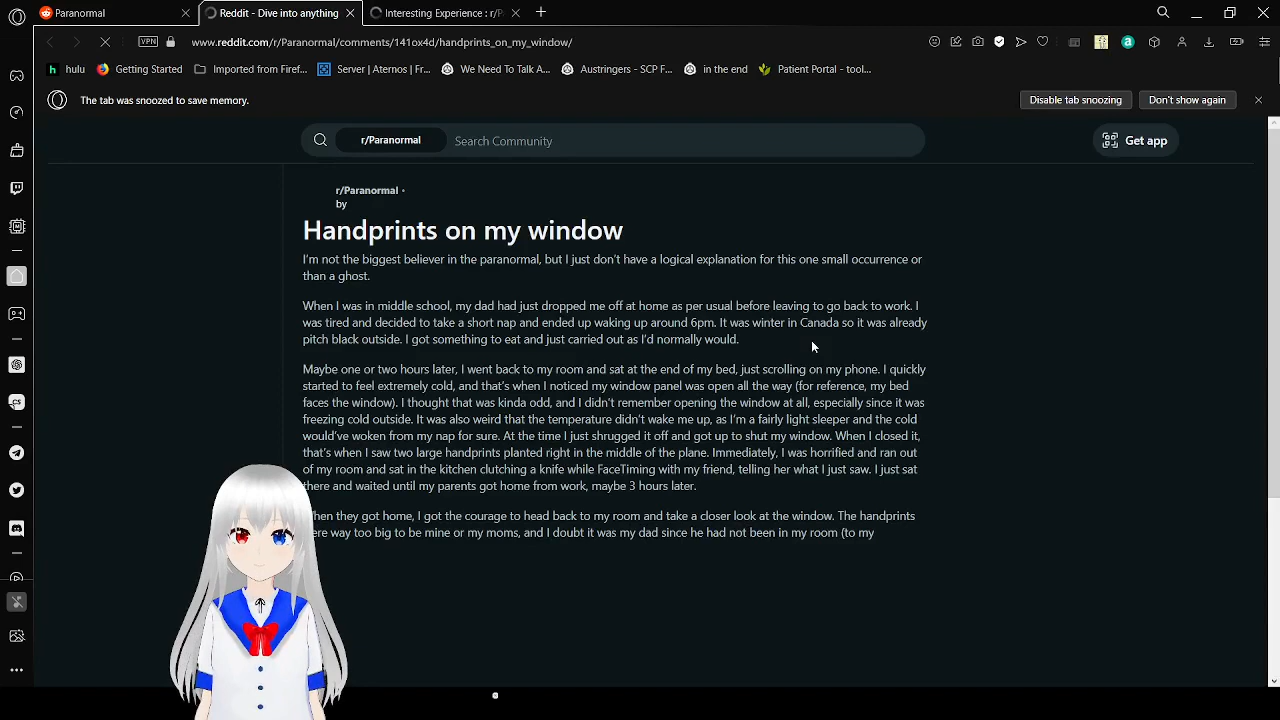 Paranormal
Reddit - Dive into anything
Interesting Experience : r/P
VPN
www.reddit.com/r/Paranormal/comments/141ox4d/handprints_on_my_window/
hulu
Getting Started
Imported from Firef...
Server | Aternos | Fr...
We Need To Talk A...
Austringers - SCP F...
in the end
Patient Portal - tool...
The tab was snoozed to save memory.
Disable tab snoozing
Don't show again
r/Paranormal
Search Community
Get app
r/Paranormal •
by
Handprints on my window
I'm not the biggest believer in the paranormal, but I just don't have a logical explanation for this one small occurrence or
than a ghost.
When I was in middle school, my dad had just dropped me off at home as per usual before leaving to go back to work. I
was tired and decided to take a short nap and ended up waking up around 6pm. It was winter in Canada so it was already
pitch black outside. I got something to eat and just carried out as I'd normally would.
Maybe one or two hours later, I went back to my room and sat at the end of my bed, just scrolling on my phone. I quickly
started to feel extremely cold, and that's when I noticed my window panel was open all the way (for reference, my bed
faces the window). I thought that was kinda odd, and I didn't remember opening the window at all, especially since it was
freezing cold outside. It was also weird that the temperature didn't wake me up, as I'm a fairly light sleeper and the cold
would've woken from my nap for sure. At the time I just shrugged it off and got up to shut my window. When I closed it,
that's when I saw two large handprints planted right in the middle of the plane. Immediately, I was horrified and ran out
of my room and sat in the kitchen clutching a knife while FaceTiming with my friend, telling her what I just saw. I just sat
there and waited until my parents got home from work, maybe 3 hours later.
hen they got home, I got the courage to head back to my room and take a closer look at the window. The handprints
ere way too big to be mine or my moms, and I doubt it was my dad since he had not been in my room (to my